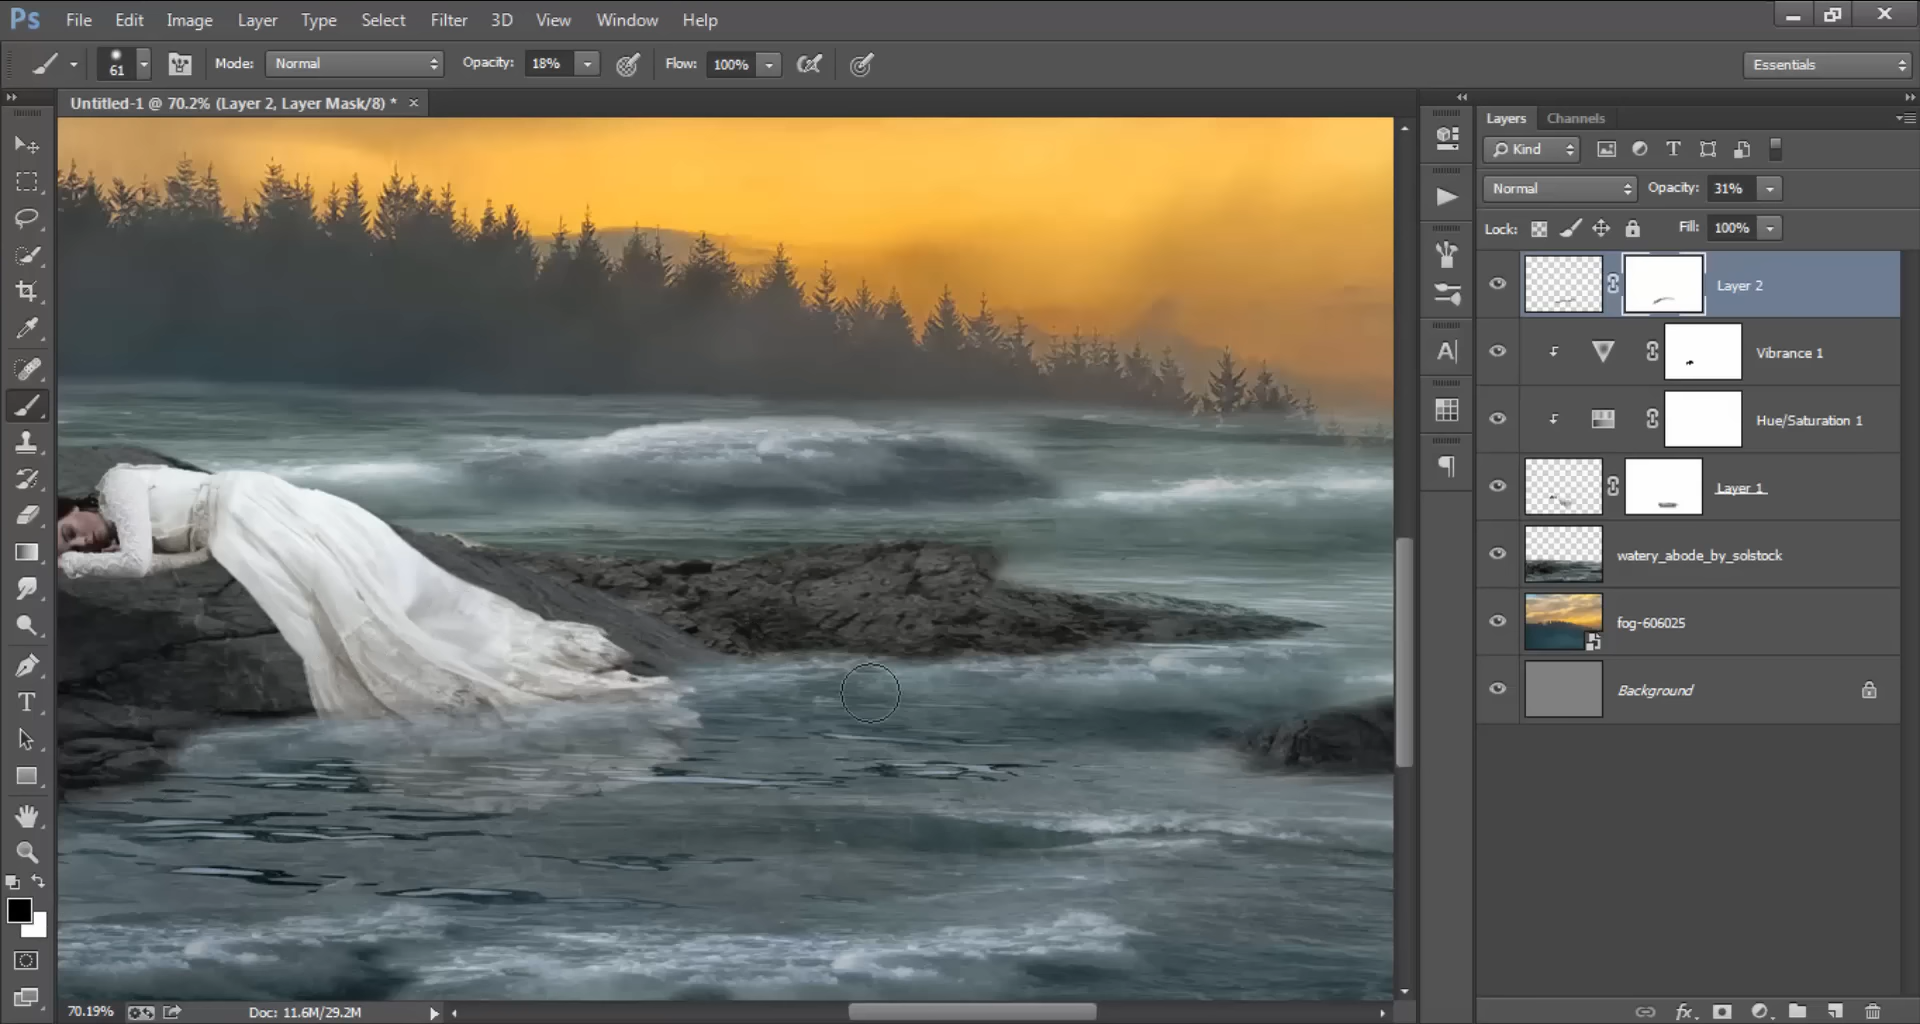 Ps File Edit Image Layer Type Select Filter 3D View Window Help
61 Mode: Normal Opacity: 18% Flow: 100% Essentials
Untitled-1 @ 70.2% (Layer 2, Layer Mask/8) * ×
Layers Channels
Kind
Normal Opacity: 31%
Lock: Fill: 100%
Layer 2
Vibrance 1
Hue/Saturation 1
Layer 1
watery_abode_by_solstock
fog-606025
Background
70.19% Doc: 11.6M/29.2M